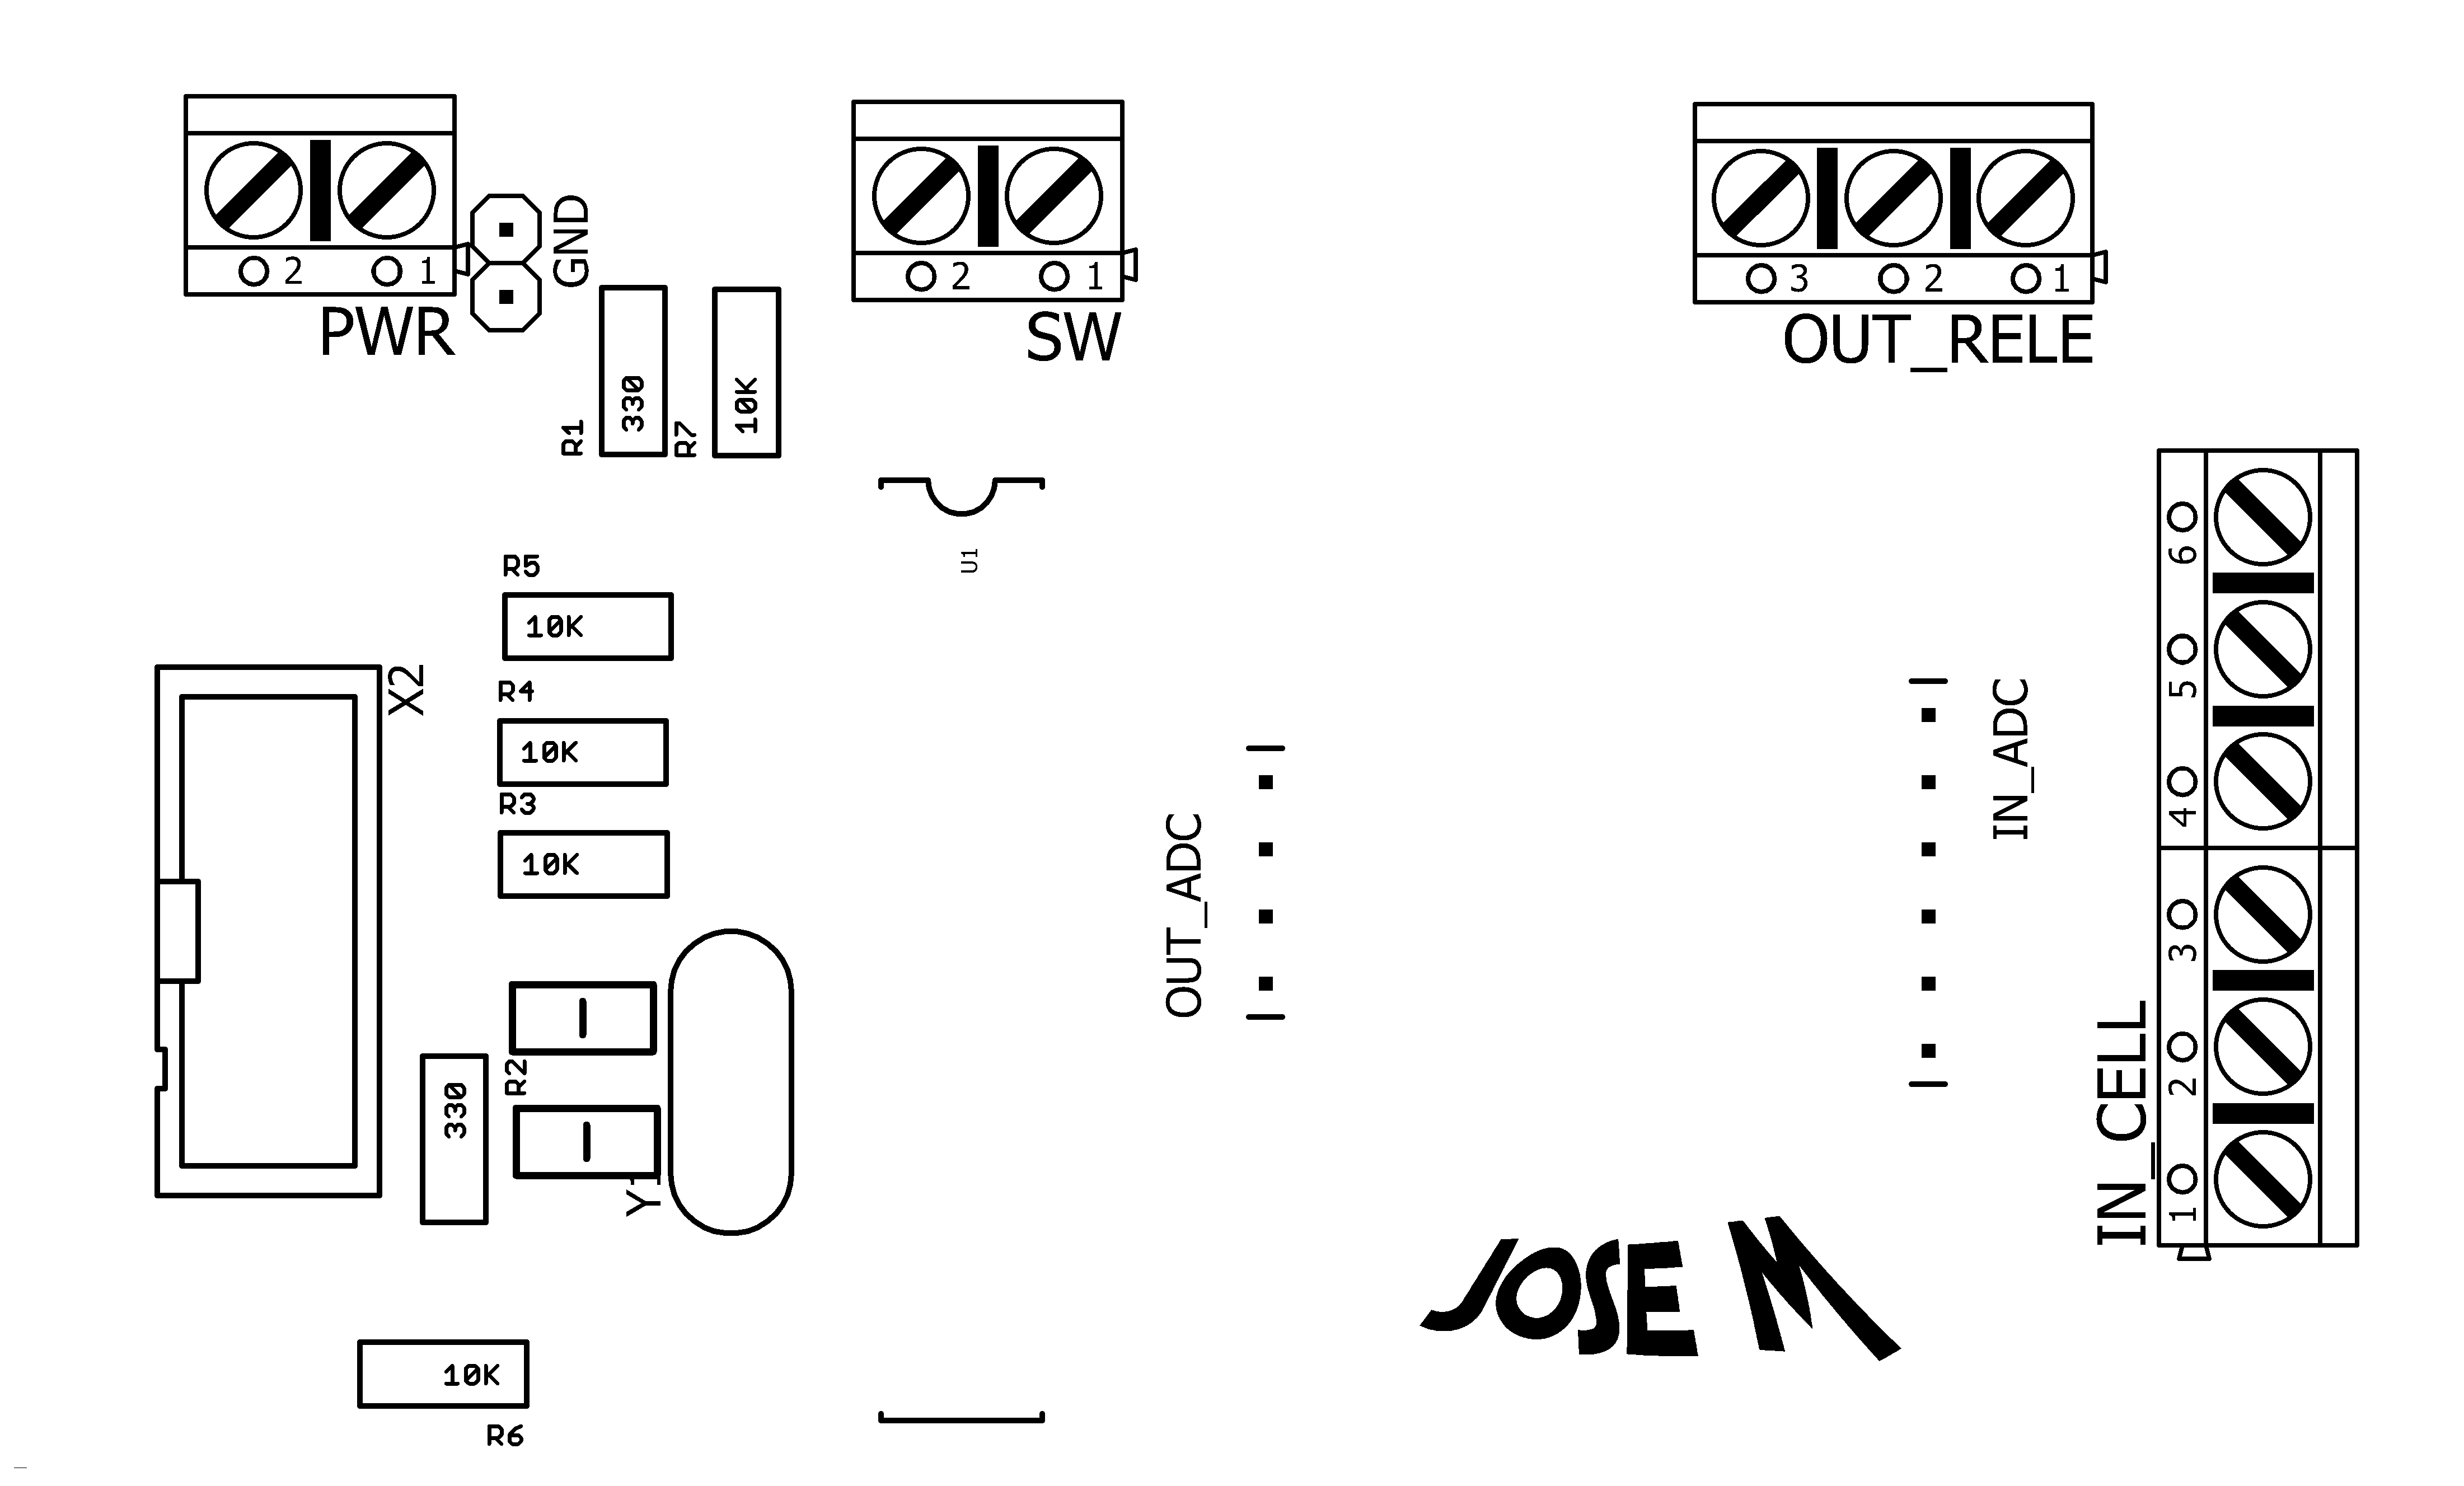 2 1
PWR
GND
2 1
SW
3 2 1
OUT_RELE
R1
330
R7
10K
U1
R5
10K
X2
R4
10K
R3
10K
R2
330
Y1
10K
R6
OUT_ADC
IN_ADC
6
5
4
3
2
1
IN_CELL
JOSE M